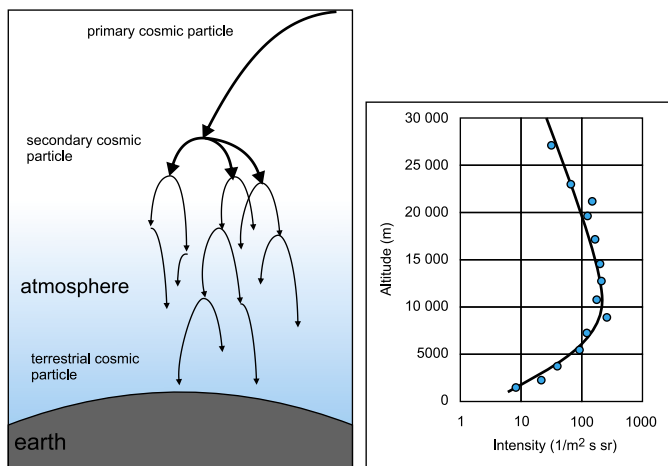 primary cosmic particle
secondary cosmic
particle
atmosphere
terrestrial cosmic
particle
earth
30 000
25 000
20 000
15 000
10 000
5000
0
Altitude (m)
1
10
100
1000
Intensity (1/m² s sr)